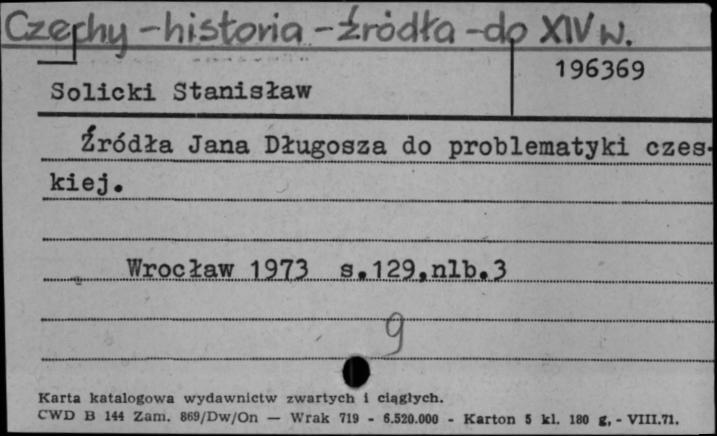 Czechy - historia - źródła - do XIV w.
196369
Solicki Stanisław
Źródła Jana Długosza do problematyki czes-
kiej.
Wrocław 1973 s.129,nlb.3
9
Karta katalogowa wydawnictw zwartych i ciągłych.
CWD B 144 Zam. 869/Dw/On — Wrak 719 - 6.520.000 - Karton 5 kl. 180 g, - VIII.71.